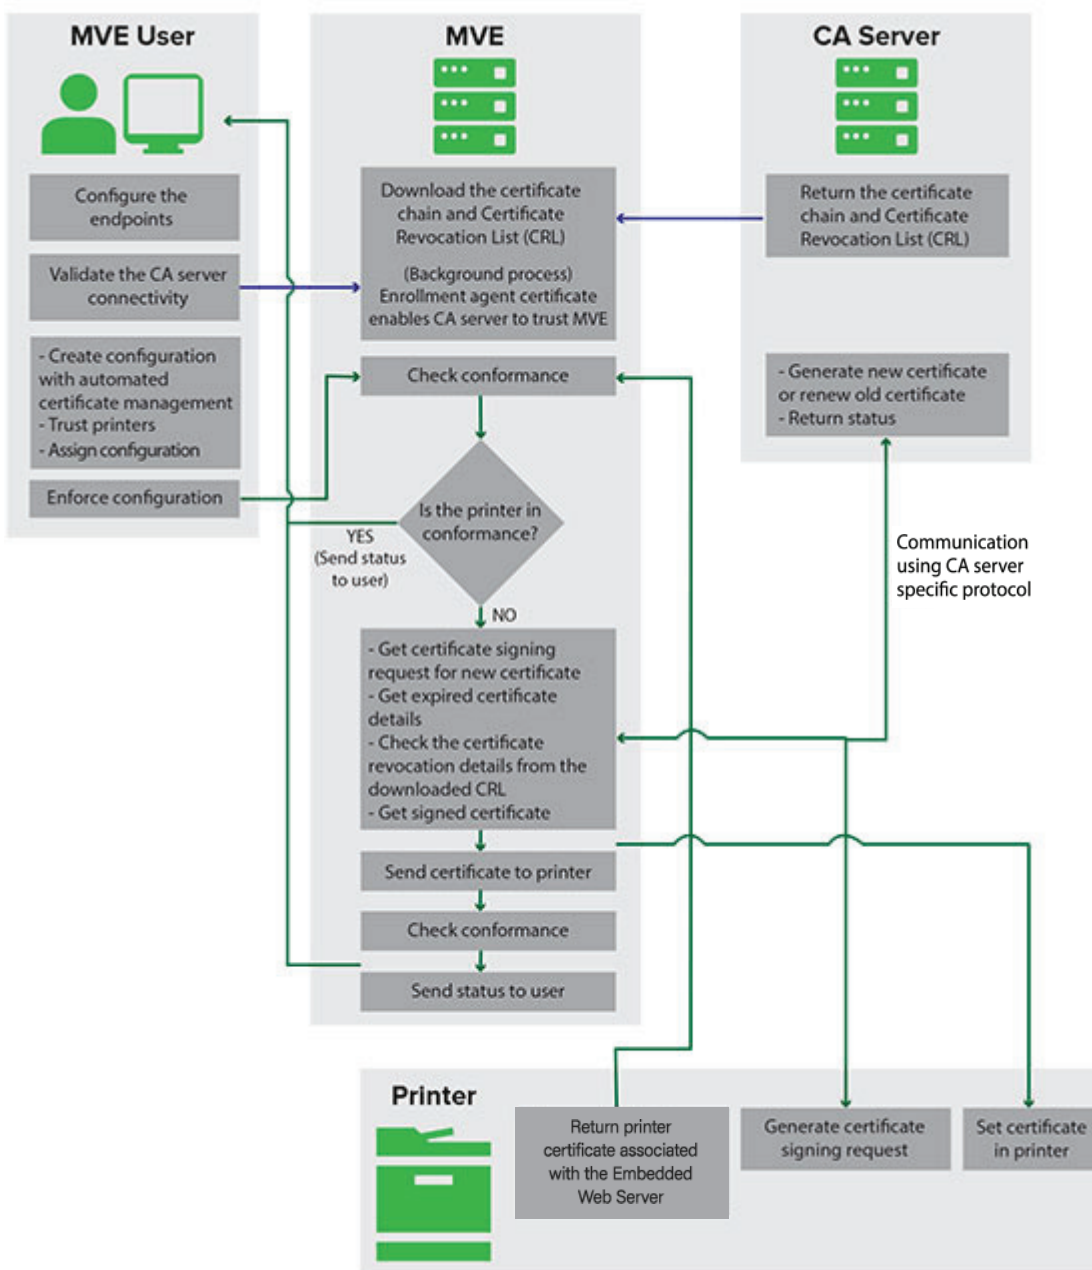 MVE User
Configure the
endpoints
Validate the CA server
connectivity
- Create configuration
with automated
certificate management
- Trust printers
- Assign configuration
Enforce configuration
MVE
Download the certificate
chain and Certificate
Revocation List (CRL)
(Background process)
Enrollment agent certificate
enables CA server to trust MVE
Check conformance
Is the printer in
conformance?
YES
(Send status
to user)
NO
- Get certificate signing
request for new certificate
- Get expired certificate
details
- Check the certificate
revocation details from the
downloaded CRL
- Get signed certificate
Send certificate to printer
Check conformance
Send status to user
CA Server
Return the certificate
chain and Certificate
Revocation List (CRL)
- Generate new certificate
or renew old certificate
- Return status
Communication
using CA server
specific protocol
Printer
Return printer
certificate associated
with the Embedded
Web Server
Generate certificate
signing request
Set certificate
in printer